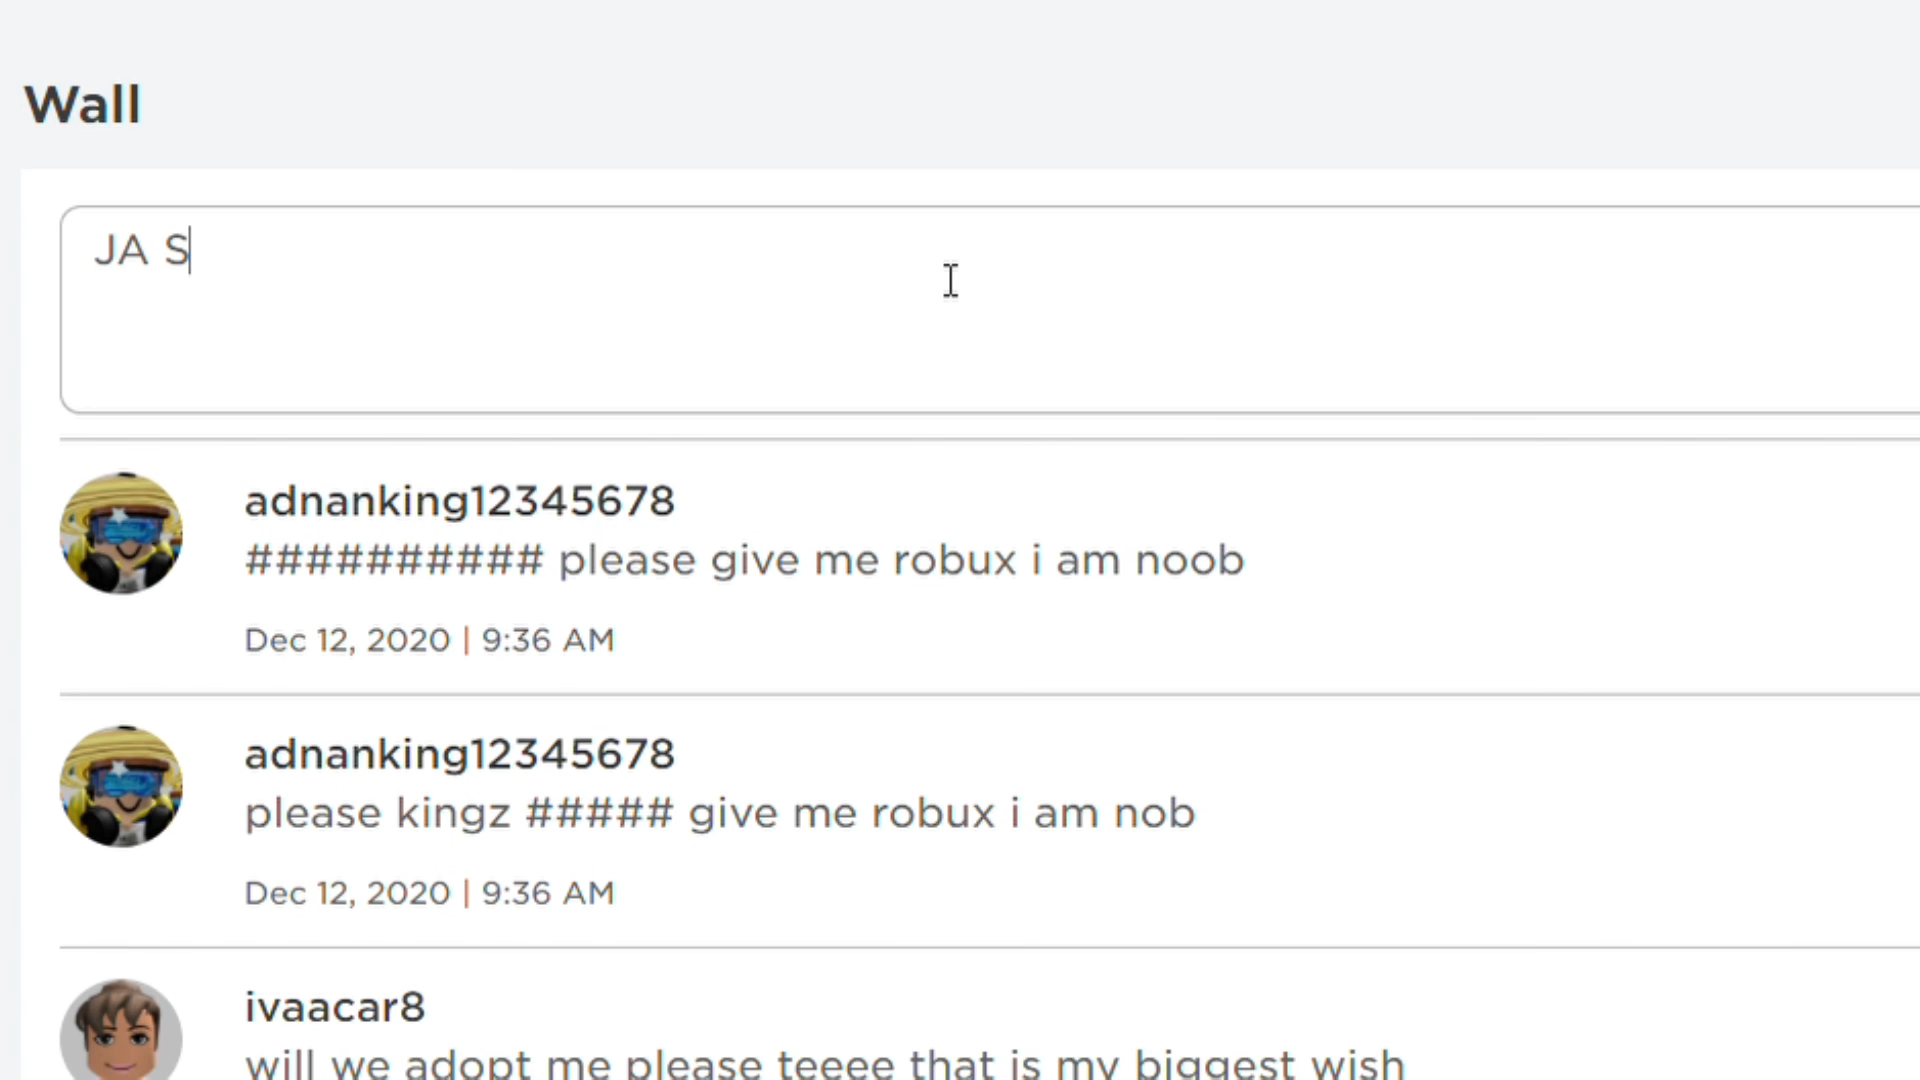 Wall
JA S
adnanking12345678
########## please give me robux i am noob
Dec 12, 2020 | 9:36 AM
adnanking12345678
please kingz ##### give me robux i am nob
Dec 12, 2020 | 9:36 AM
ivaacar8
will we adopt me please teeee that is my biggest wish